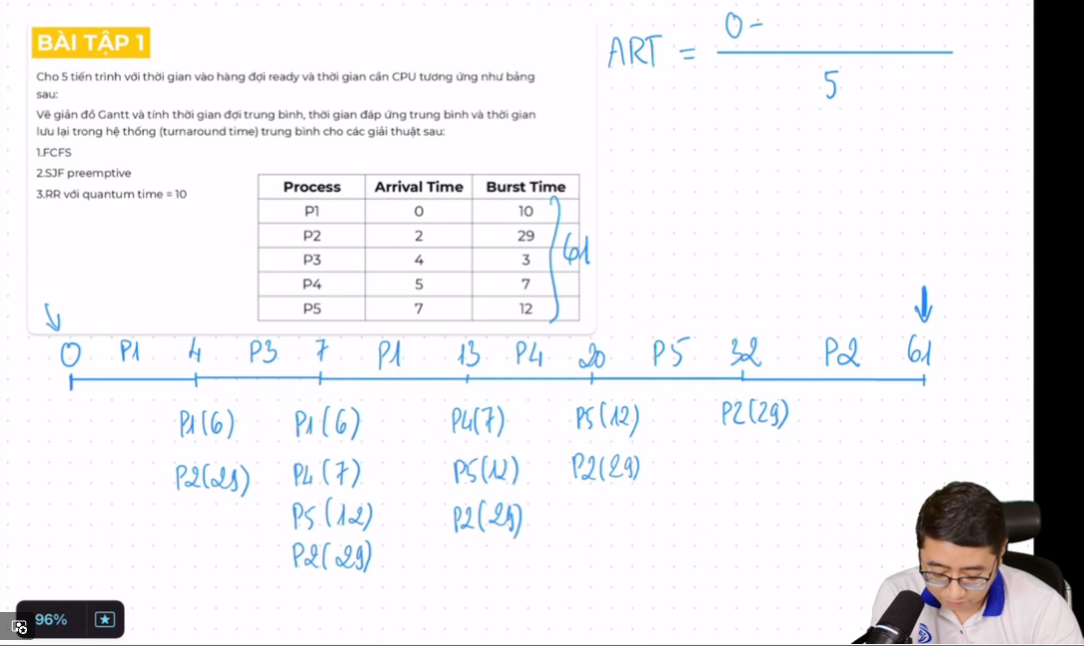 BÀI TẬP 1
Cho 5 tiến trình với thời gian vào hàng đợi ready và thời gian cần CPU tương ứng như bảng
sau:
Vẽ giản đồ Gantt và tính thời gian đợi trung bình, thời gian đáp ứng trung bình và thời gian
lưu lại trong hệ thống (turnaround time) trung bình cho các giải thuật sau:
1.FCFS
2.SJF preemptive
3.RR với quantum time = 10
Process Arrival Time Burst Time
P1 0 10
P2 2 29
P3 4 3
P4 5 7
P5 7 12
61
ART = 0 -
5
0 P1 4 P3 7 P1 13 P4 20 P5 32 P2 61
P1(6) P1(6) P4(7) P5(12) P2(29)
P2(29) P4(7) P5(12) P2(29)
P5(12) P2(29)
P2(29)
96%